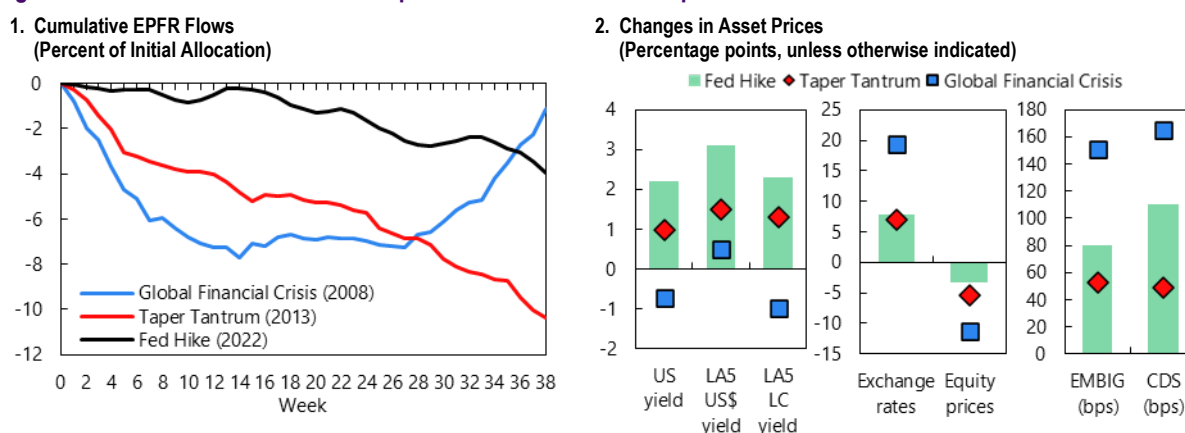 1. Cumulative EPFR Flows
(Percent of Initial Allocation)
0
-2
-4
-6
-8
-10
-12
Global Financial Crisis (2008)
Taper Tantrum (2013)
Fed Hike (2022)
0 2 4 6 8 10 12 14 16 18 20 22 24 26 28 30 32 34 36 38
Week
2. Changes in Asset Prices
(Percentage points, unless otherwise indicated)
Fed Hike Taper Tantrum Global Financial Crisis
4
3
2
1
0
-1
-2
US yield
LA5 US$ yield
LA5 LC yield
25
20
15
10
5
0
-5
-10
-15
Exchange rates
Equity prices
180
160
140
120
100
80
60
40
20
0
EMBIG (bps)
CDS (bps)